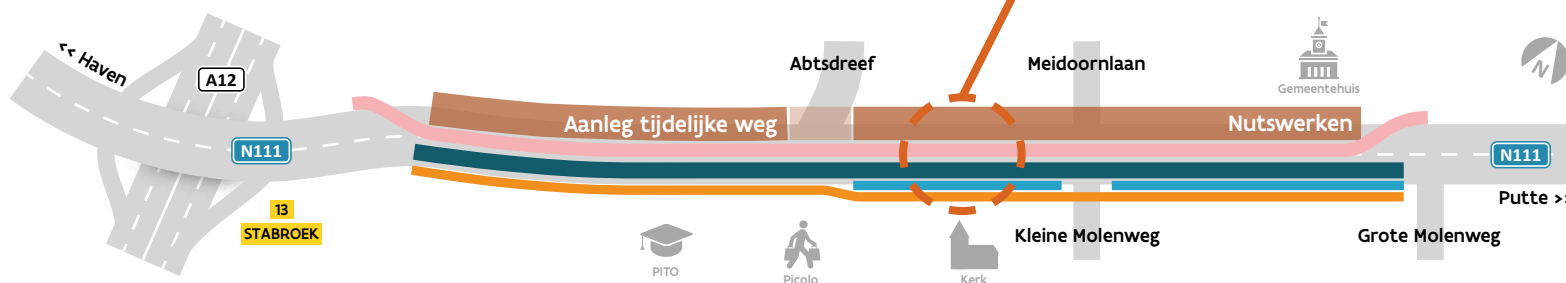 << Haven
A12
N111
13
STABROEK
Aanleg tijdelijke weg
Abtsdreef
Meidoornlaan
Gemeentehuis
N
Nutswerken
N111
Putte >>
PITO
Picolo
Kerk
Kleine Molenweg
Grote Molenweg